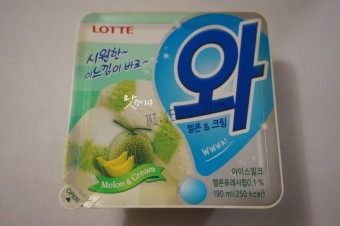 LOTTE
시원한~
이느낌이 바로~
와
멜론 & 크림
WWWA!
Melon & Cream
아이스밀크
멜론퓨레시럽0.1%
190 ml(250 kcal)
OPEN